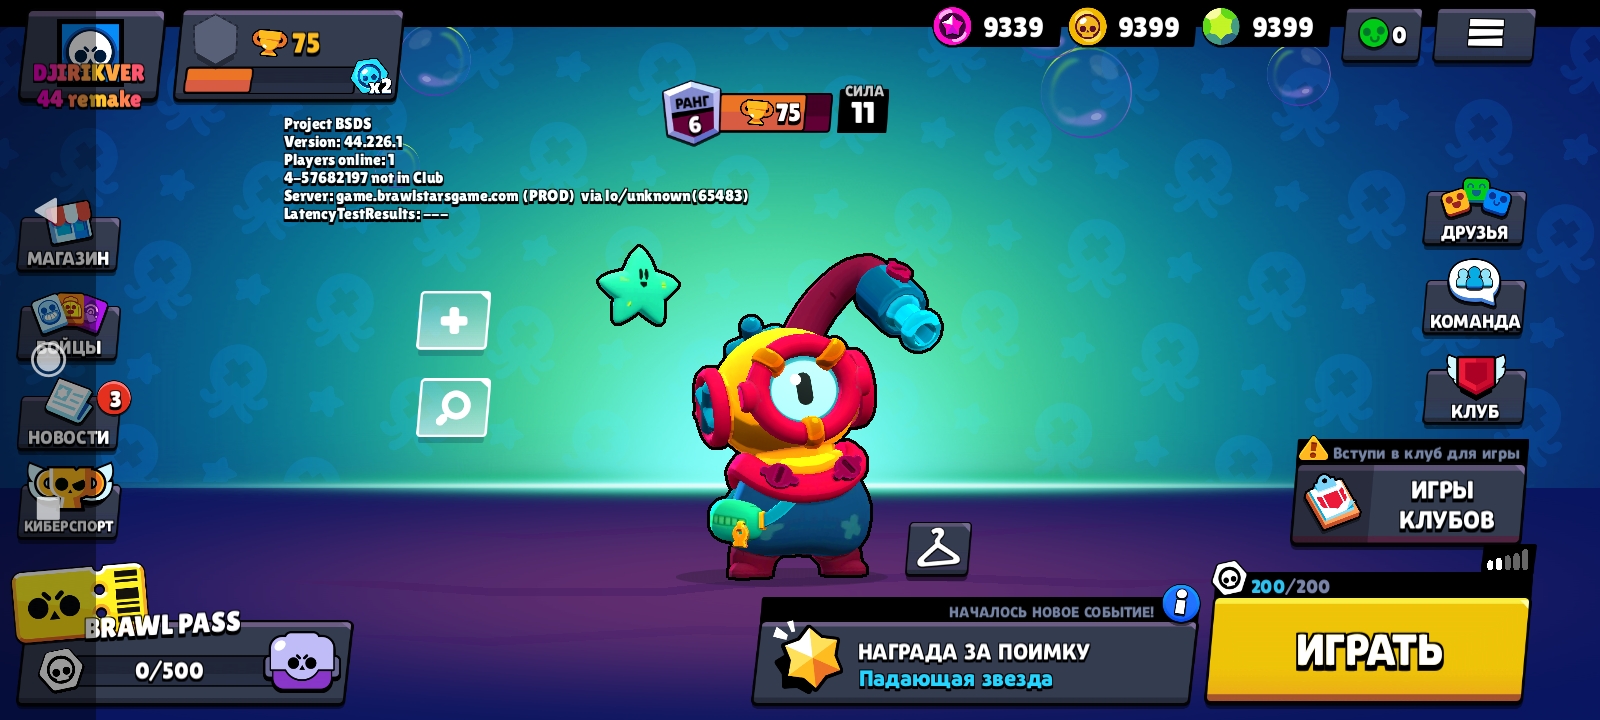 DJIRIKVER
44 remake
75
x2
9339
9399
9399
0
РАНГ
6
75
СИЛА
11
Project BSDS
Version: 44.226.1
Players online: 1
4-57682197 not in Club
Server: game.brawlstarsgame.com (PROD) via lo/unknown(65483)
LatencyTestResults: ---
МАГАЗИН
БОЙЦЫ
3
НОВОСТИ
КИБЕРСПОРТ
ДРУЗЬЯ
КОМАНДА
КЛУБ
Вступи в клуб для игры
ИГРЫ
КЛУБОВ
BRAWL PASS
0/500
НАЧАЛОСЬ НОВОЕ СОБЫТИЕ!
НАГРАДА ЗА ПОИМКУ
Падающая звезда
200/200
ИГРАТЬ